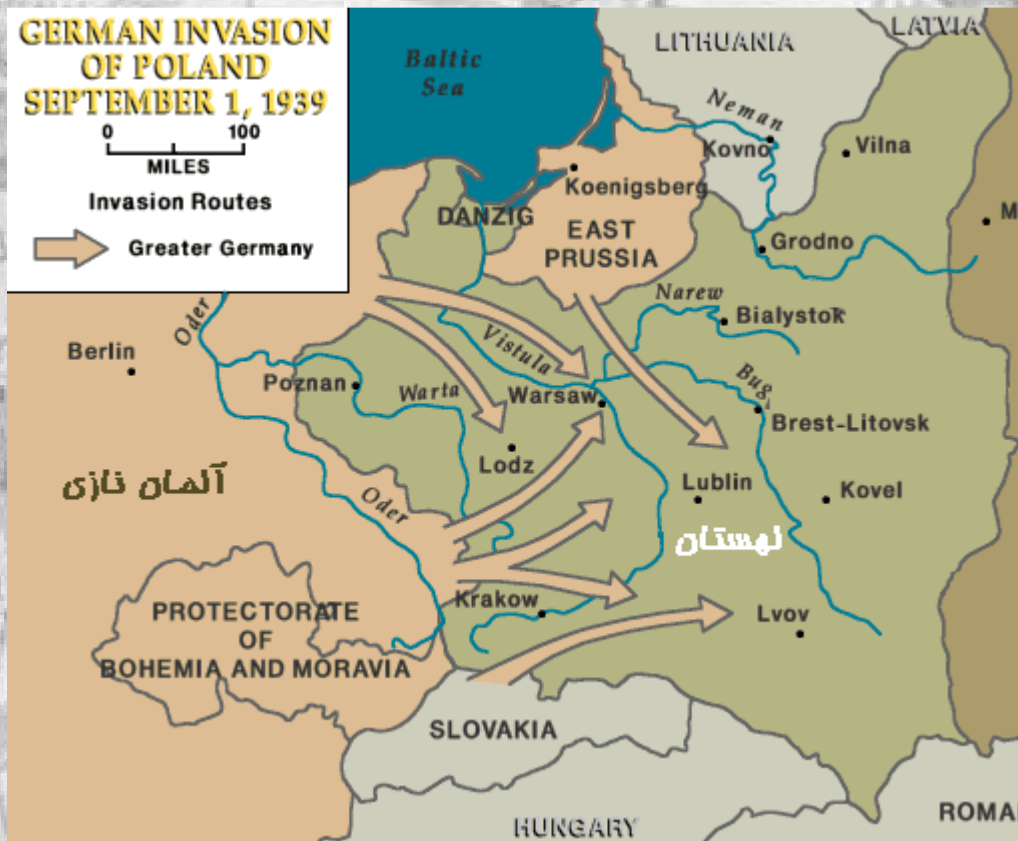 GERMAN INVASION
OF POLAND
SEPTEMBER 1, 1939
0 100
MILES
Invasion Routes
Greater Germany
Baltic
Sea
LITHUANIA
LATVIA
Neman
Kovno
Vilna
Koenigsberg
DANZIG
EAST
PRUSSIA
Grodno
M
Oder
Narew
Bialystok
Berlin
Vistula
Poznan
Warta
Warsaw
Bug
Brest-Litovsk
Lodz
آلمان نازی
Oder
Lublin
Kovel
لهستان
PROTECTORATE
OF
BOHEMIA AND MORAVIA
Krakow
Lvov
SLOVAKIA
HUNGARY
ROMA